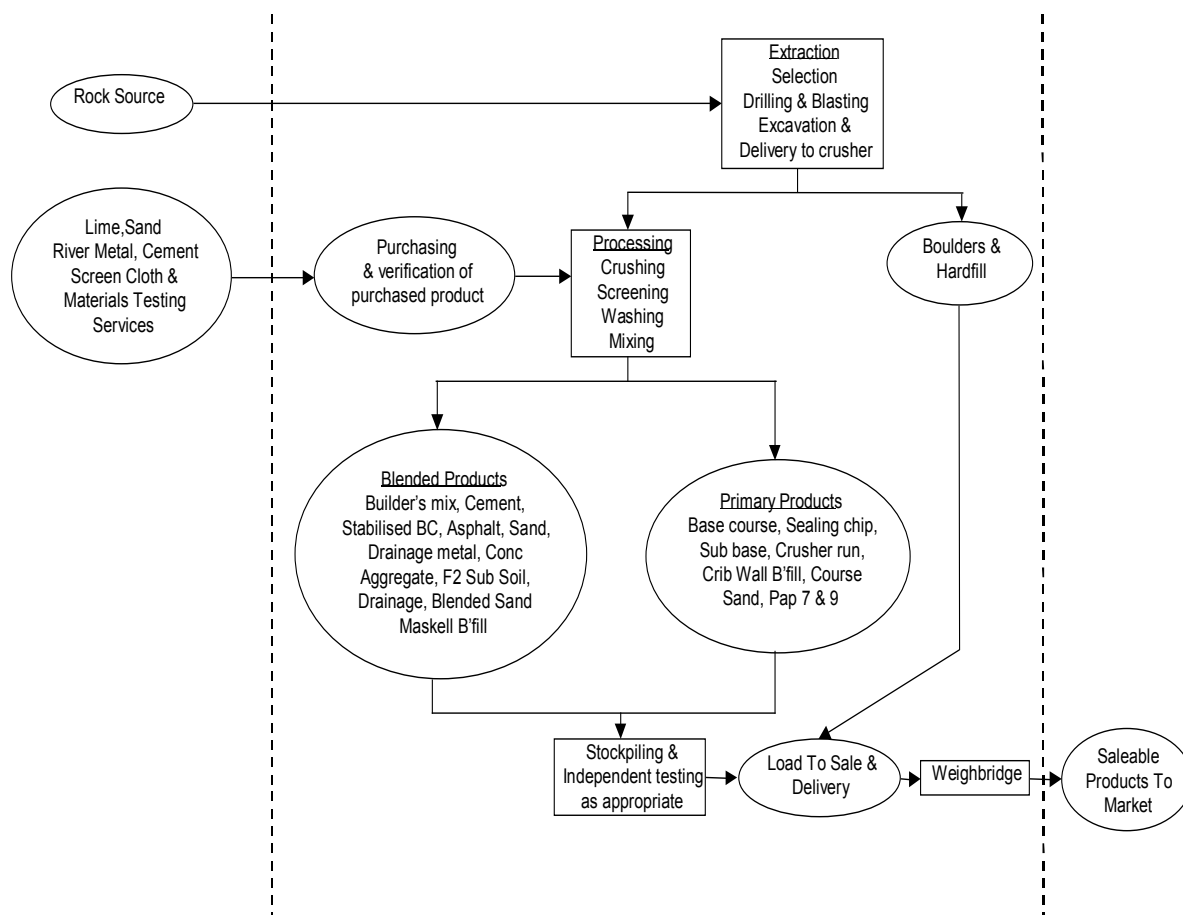 Extraction
Selection
Drilling & Blasting
Excavation &
Delivery to crusher
Rock Source
Lime,Sand
River Metal, Cement
Screen Cloth &
Materials Testing
Services
Purchasing
& verification of
purchased product
Processing
Crushing
Screening
Washing
Mixing
Boulders &
Hardfill
Blended Products
Builder's mix, Cement,
Stabilised BC, Asphalt, Sand,
Drainage metal, Conc
Aggregate, F2 Sub Soil,
Drainage, Blended Sand
Maskell B'fill
Primary Products
Base course, Sealing chip,
Sub base, Crusher run,
Crib Wall B'fill, Course
Sand, Pap 7 & 9
Stockpiling &
Independent testing
as appropriate
Load To Sale &
Delivery
Weighbridge
Saleable
Products To
Market